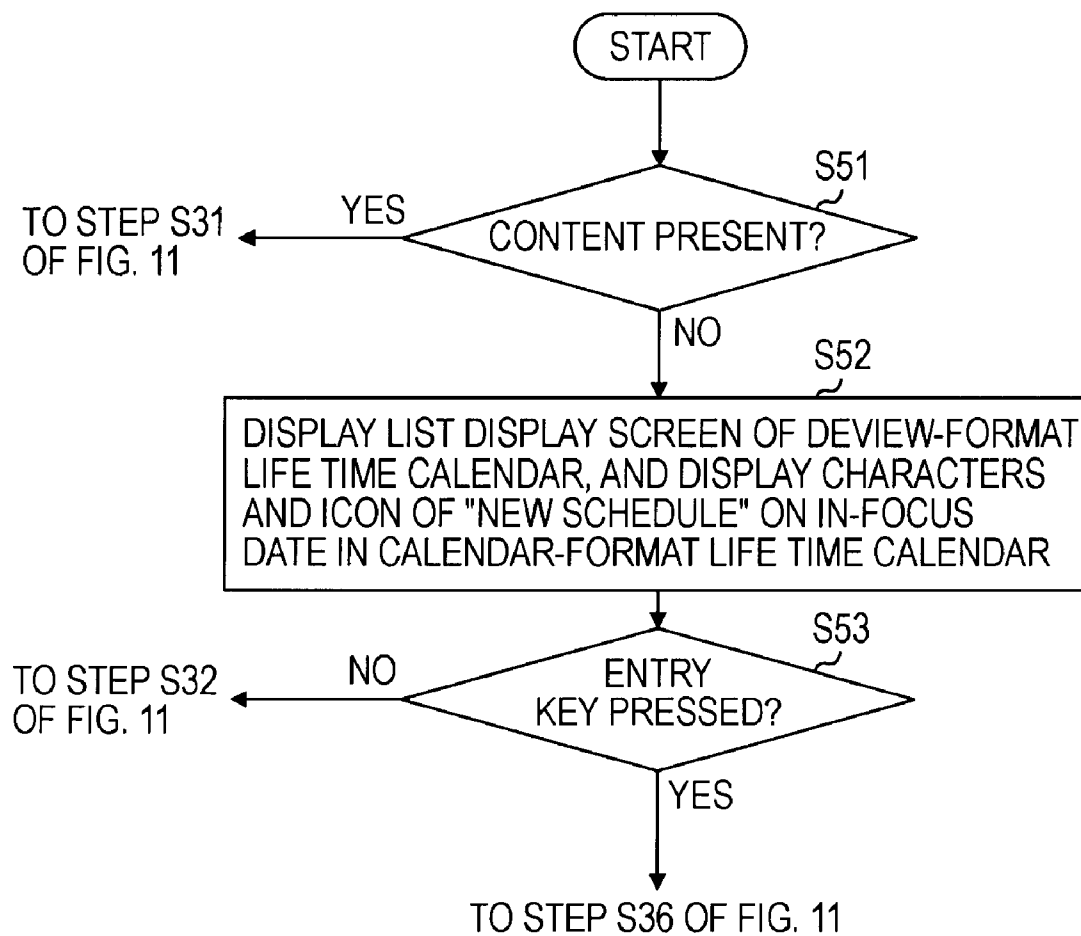 START
S51
YES
TO STEP S31
OF FIG. 11
CONTENT PRESENT?
NO
S52
DISPLAY LIST DISPLAY SCREEN OF DEVIEW-FORMAT
LIFE TIME CALENDAR, AND DISPLAY CHARACTERS
AND ICON OF "NEW SCHEDULE" ON IN-FOCUS
DATE IN CALENDAR-FORMAT LIFE TIME CALENDAR
S53
NO
TO STEP S32
OF FIG. 11
ENTRY
KEY PRESSED?
YES
TO STEP S36 OF FIG. 11